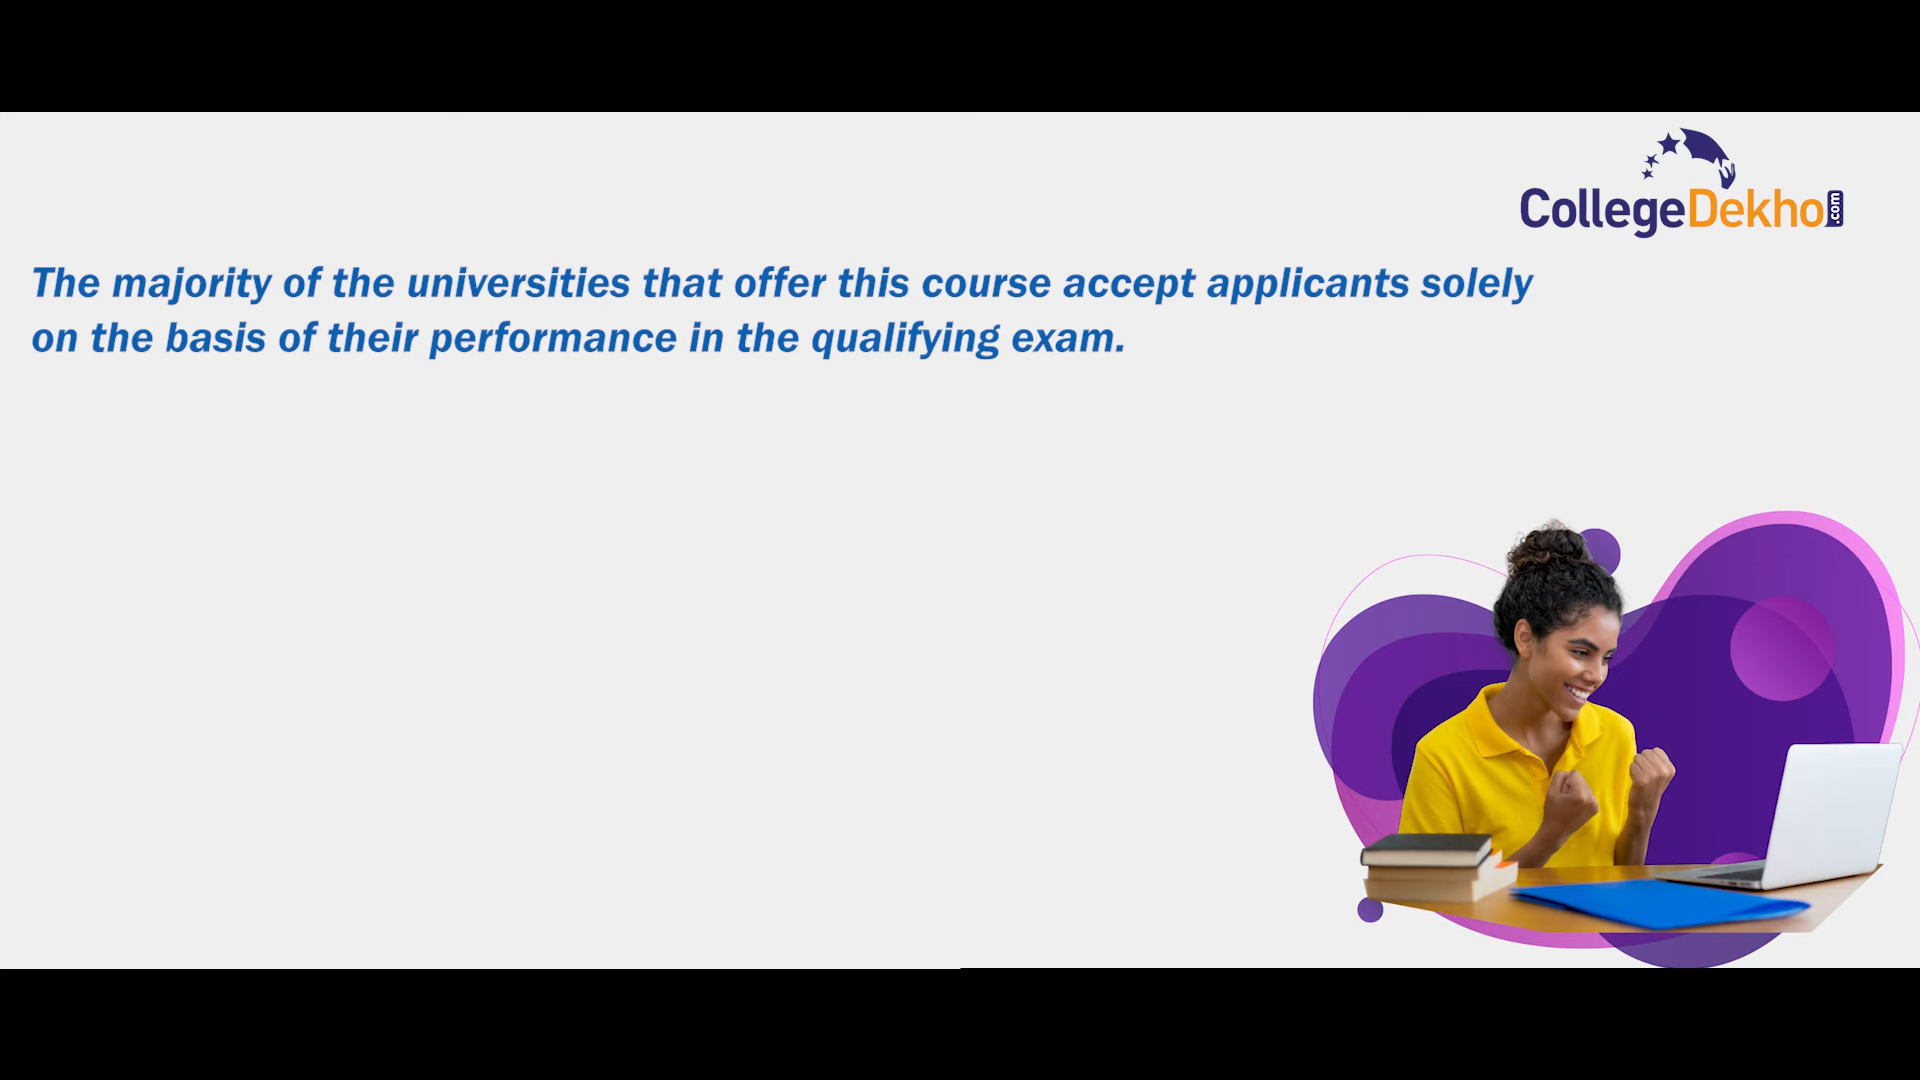 CollegeDekho.com
The majority of the universities that offer this course accept applicants solely
on the basis of their performance in the qualifying exam.